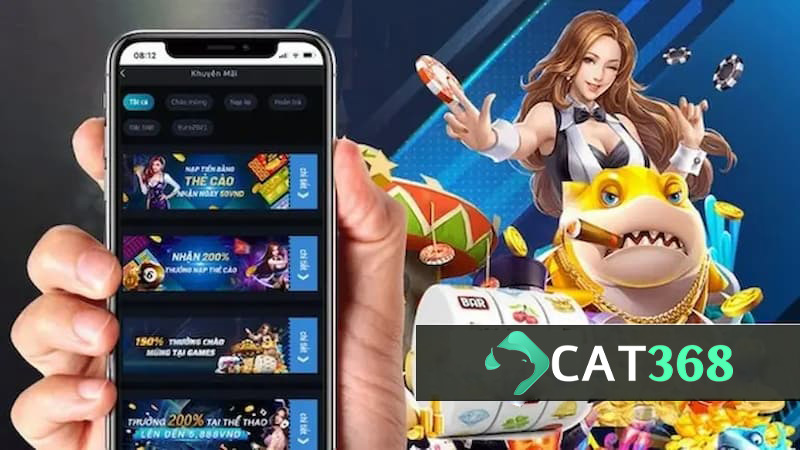 08:12
Khuyến Mãi
Tất cả
Chào mừng
Nạp lại
Hoàn trả
Đặc biệt
Euro2021
NẠP TIỀN BẰNG
THẺ CÀO
NHẬN NGAY 50VND
chi tiết
NHẬN 200%
THƯỞNG NẠP THẺ CÀO
chi tiết
150% THƯỞNG CHÀO
MỪNG TẠI GAMES
chi tiết
THƯỞNG 200% TẠI THỂ THAO
LÊN ĐẾN 5,888VND
chi tiết
BAR
CAT368